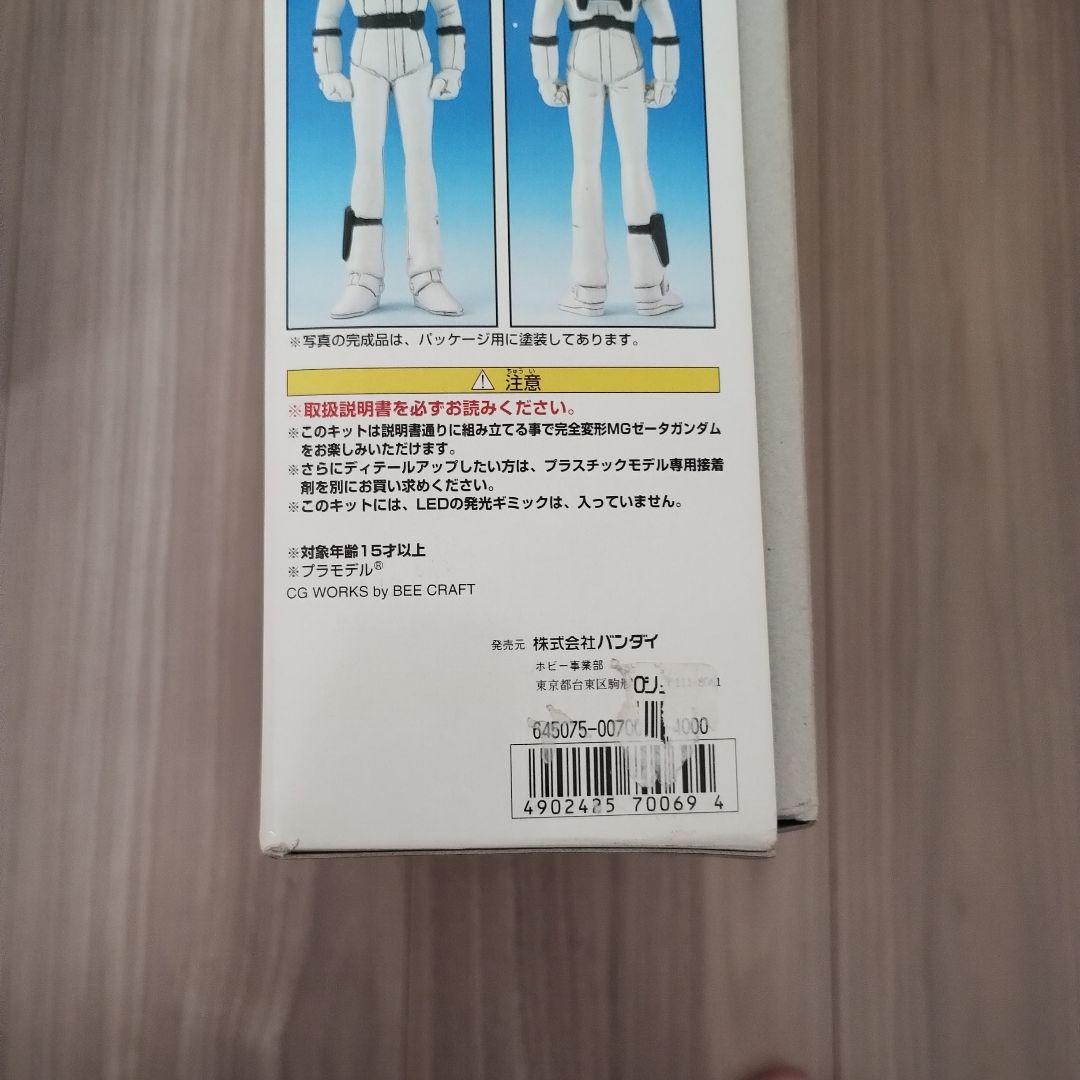 ※写真の完成品は、パッケージ用に塗装してあります。
ちゅう い
注意
※取扱説明書を必ずお読みください。
※このキットは説明書通りに組み立てる事で完全変形MGゼータガンダム
をお楽しみいただけます。
※さらにディテールアップしたい方は、プラスチックモデル専用接着
剤を別にお買い求めください。
※このキットには、LEDの発光ギミックは、入っていません。
※対象年齢15才以上
※プラモデル®
CG WORKS by BEE CRAFT
発売元 株式会社バンダイ
ホビー事業部
東京都台東区駒形
645075-00700 4000
4902425 70069 4